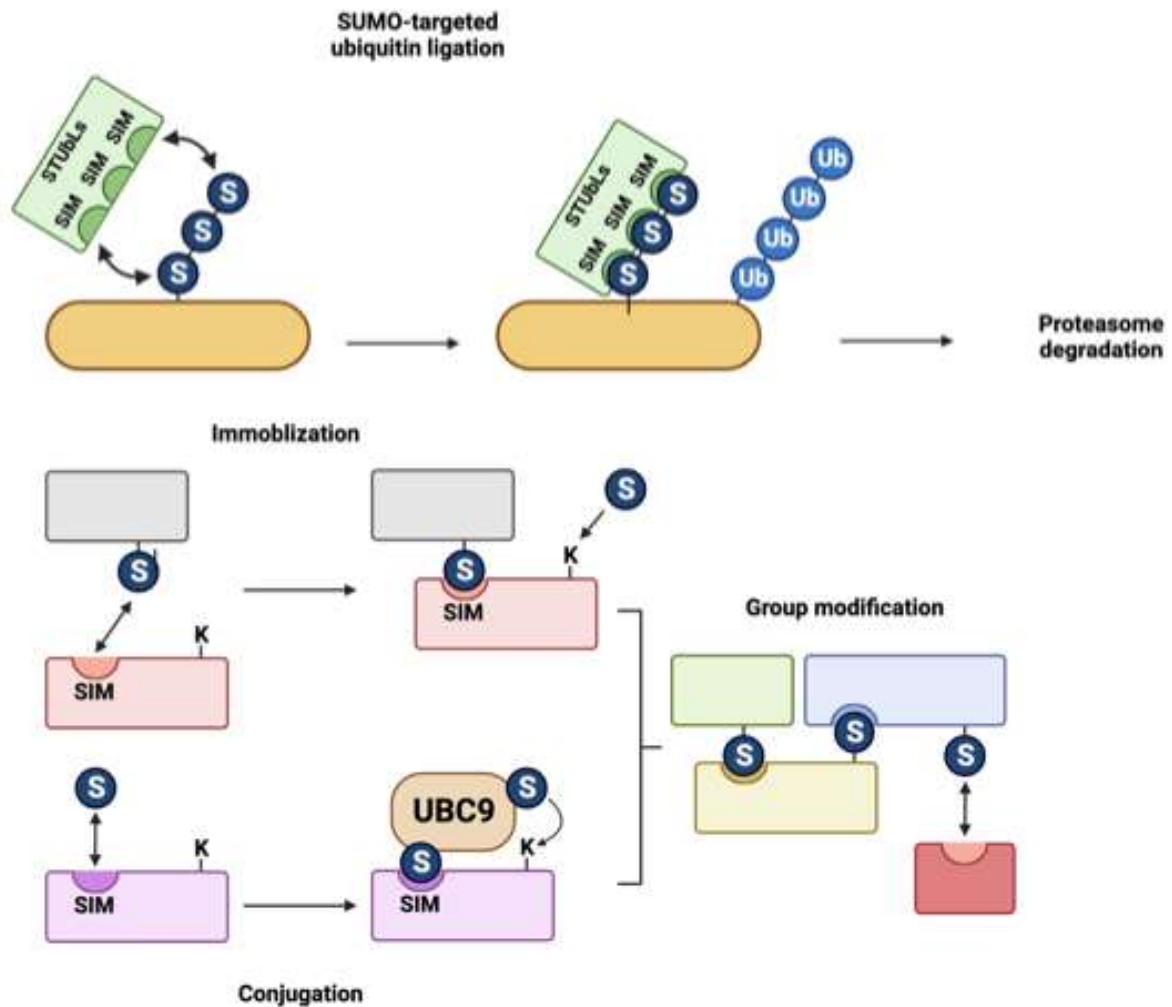 SUMO-targeted
ubiquitin ligation
STUbLs
SIM SIM SIM
S
S
S
STUbLs
SIM SIM SIM
S
S
S
Ub
Ub
Ub
Ub
Proteasome
degradation
Immoblization
S
SIM
K
S
SIM
K
S
Group modification
S
S
S
S
SIM
K
UBC9
S
S
SIM
K
Conjugation